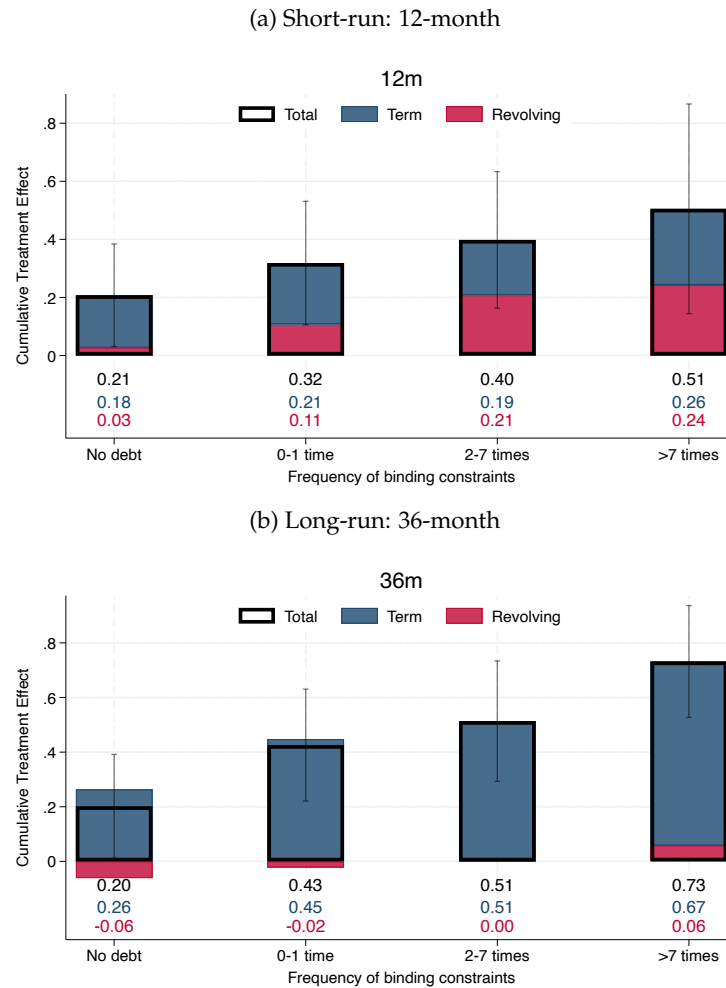 (a) Short-run: 12-month
12m
Total Term Revolving
Cumulative Treatment Effect
.8
.6
.4
.2
0
0.21 0.32 0.40 0.51
0.18 0.21 0.19 0.26
0.03 0.11 0.21 0.24
No debt 0-1 time 2-7 times >7 times
Frequency of binding constraints
(b) Long-run: 36-month
36m
Total Term Revolving
Cumulative Treatment Effect
.8
.6
.4
.2
0
0.20 0.43 0.51 0.73
0.26 0.45 0.51 0.67
-0.06 -0.02 0.00 0.06
No debt 0-1 time 2-7 times >7 times
Frequency of binding constraints